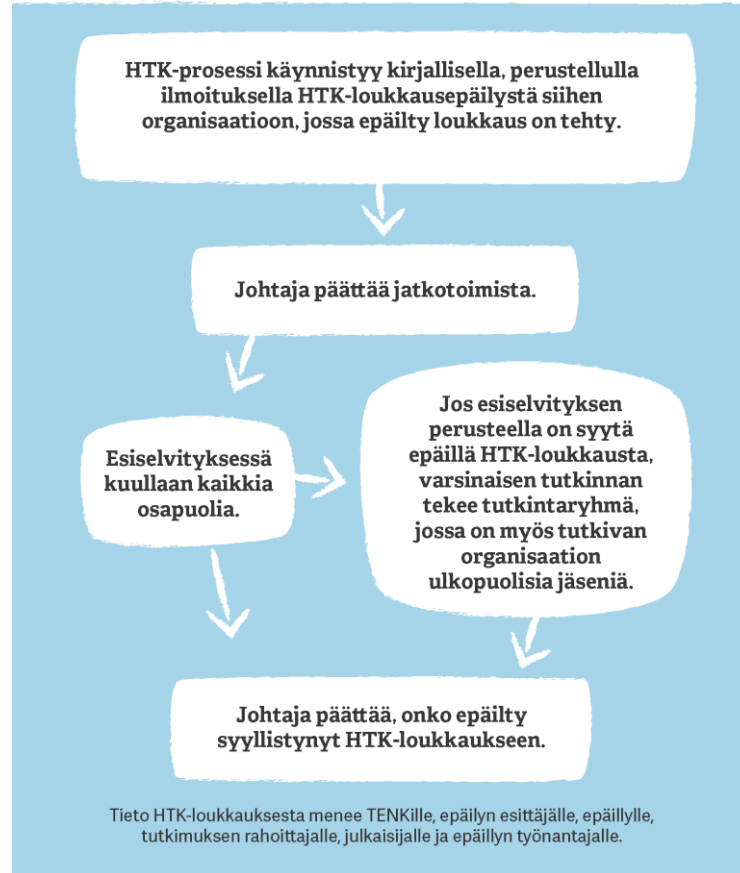 HTK-prosessi käynnistyy kirjallisella, perustellulla
ilmoituksella HTK-loukkausepäilystä siihen
organisaatioon, jossa epäilty loukkaus on tehty.
Johtaja päättää jatkotoimista.
Esiselvityksessä
kuullaan kaikkia
osapuolia.
Jos esiselvityksen
perusteella on syytä
epäillä HTK-loukkausta,
varsinaisen tutkinnan
tekee tutkintaryhmä,
jossa on myös tutkivan
organisaation
ulkopuolisia jäseniä.
Johtaja päättää, onko epäilty
syyllistynyt HTK-loukkaukseen.
Tieto HTK-loukkauksesta menee TENKille, epäilyn esittäjälle, epäillylle,
tutkimuksen rahoittajalle, julkaisijalle ja epäillyn työnantajalle.